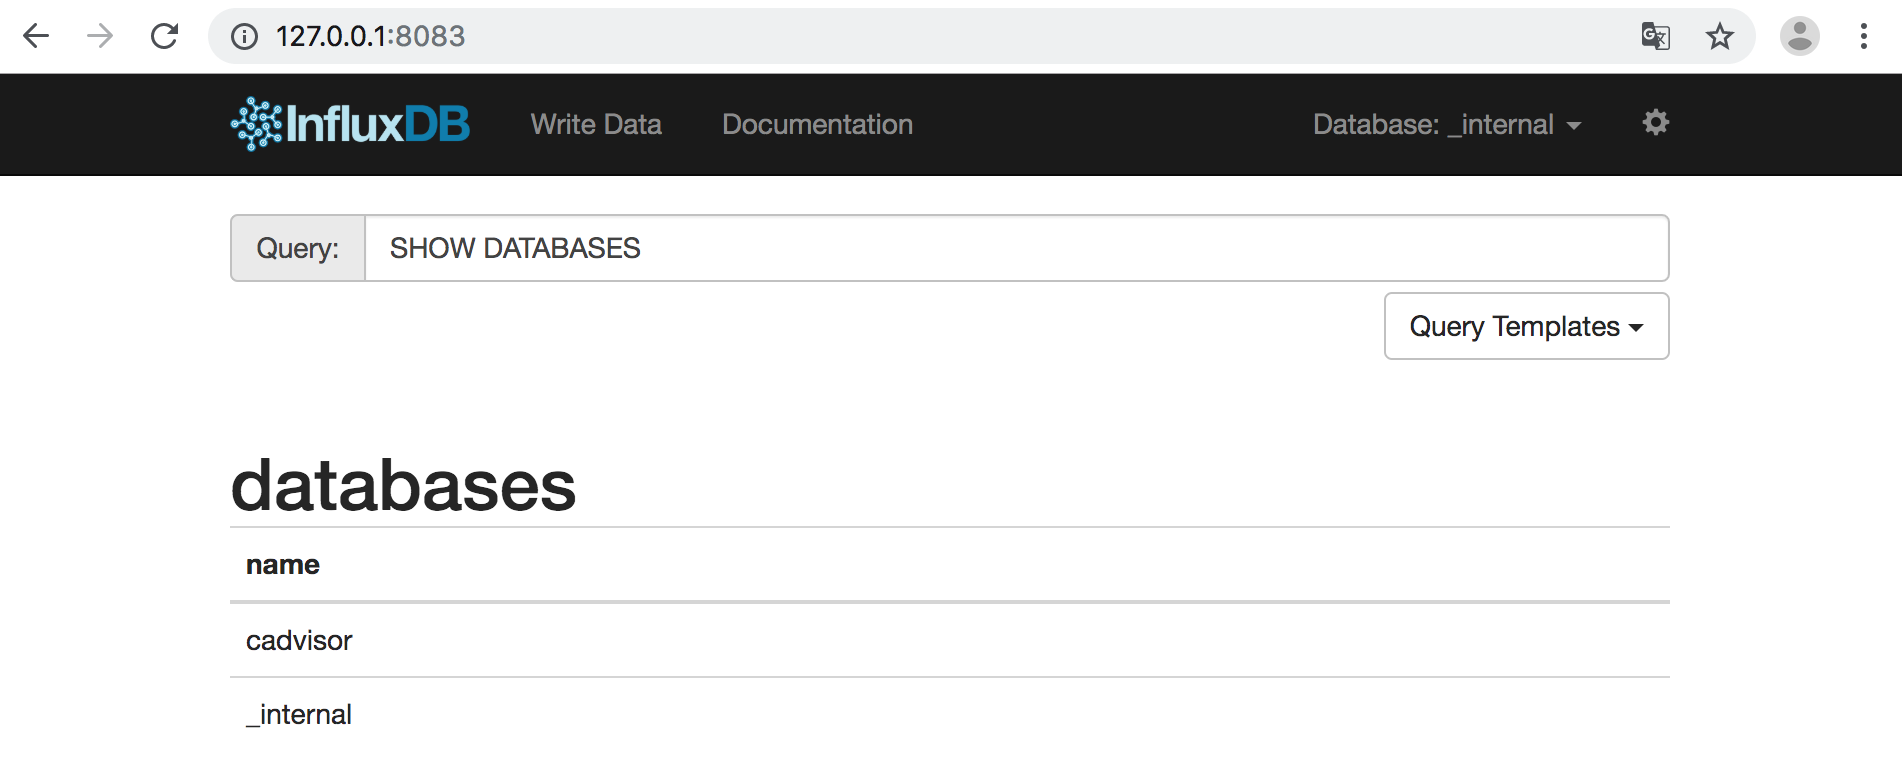 127.0.0.1:8083
InfluxDB Write Data Documentation Database: _internal
Query: SHOW DATABASES
Query Templates
databases
name
cadvisor
_internal